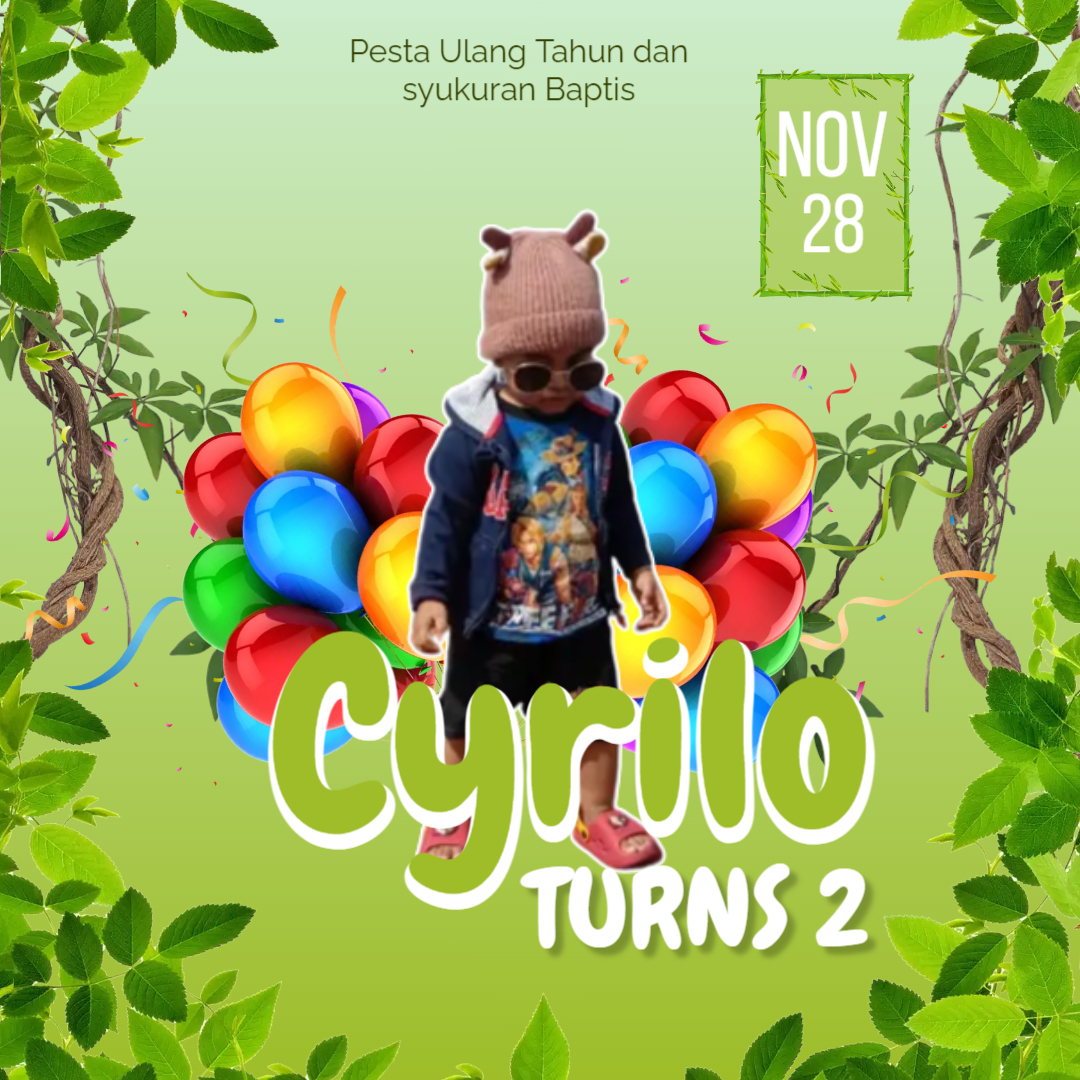 Pesta Ulang Tahun dan
syukuran Baptis
NOV
28
Cyrilo
TURNS 2